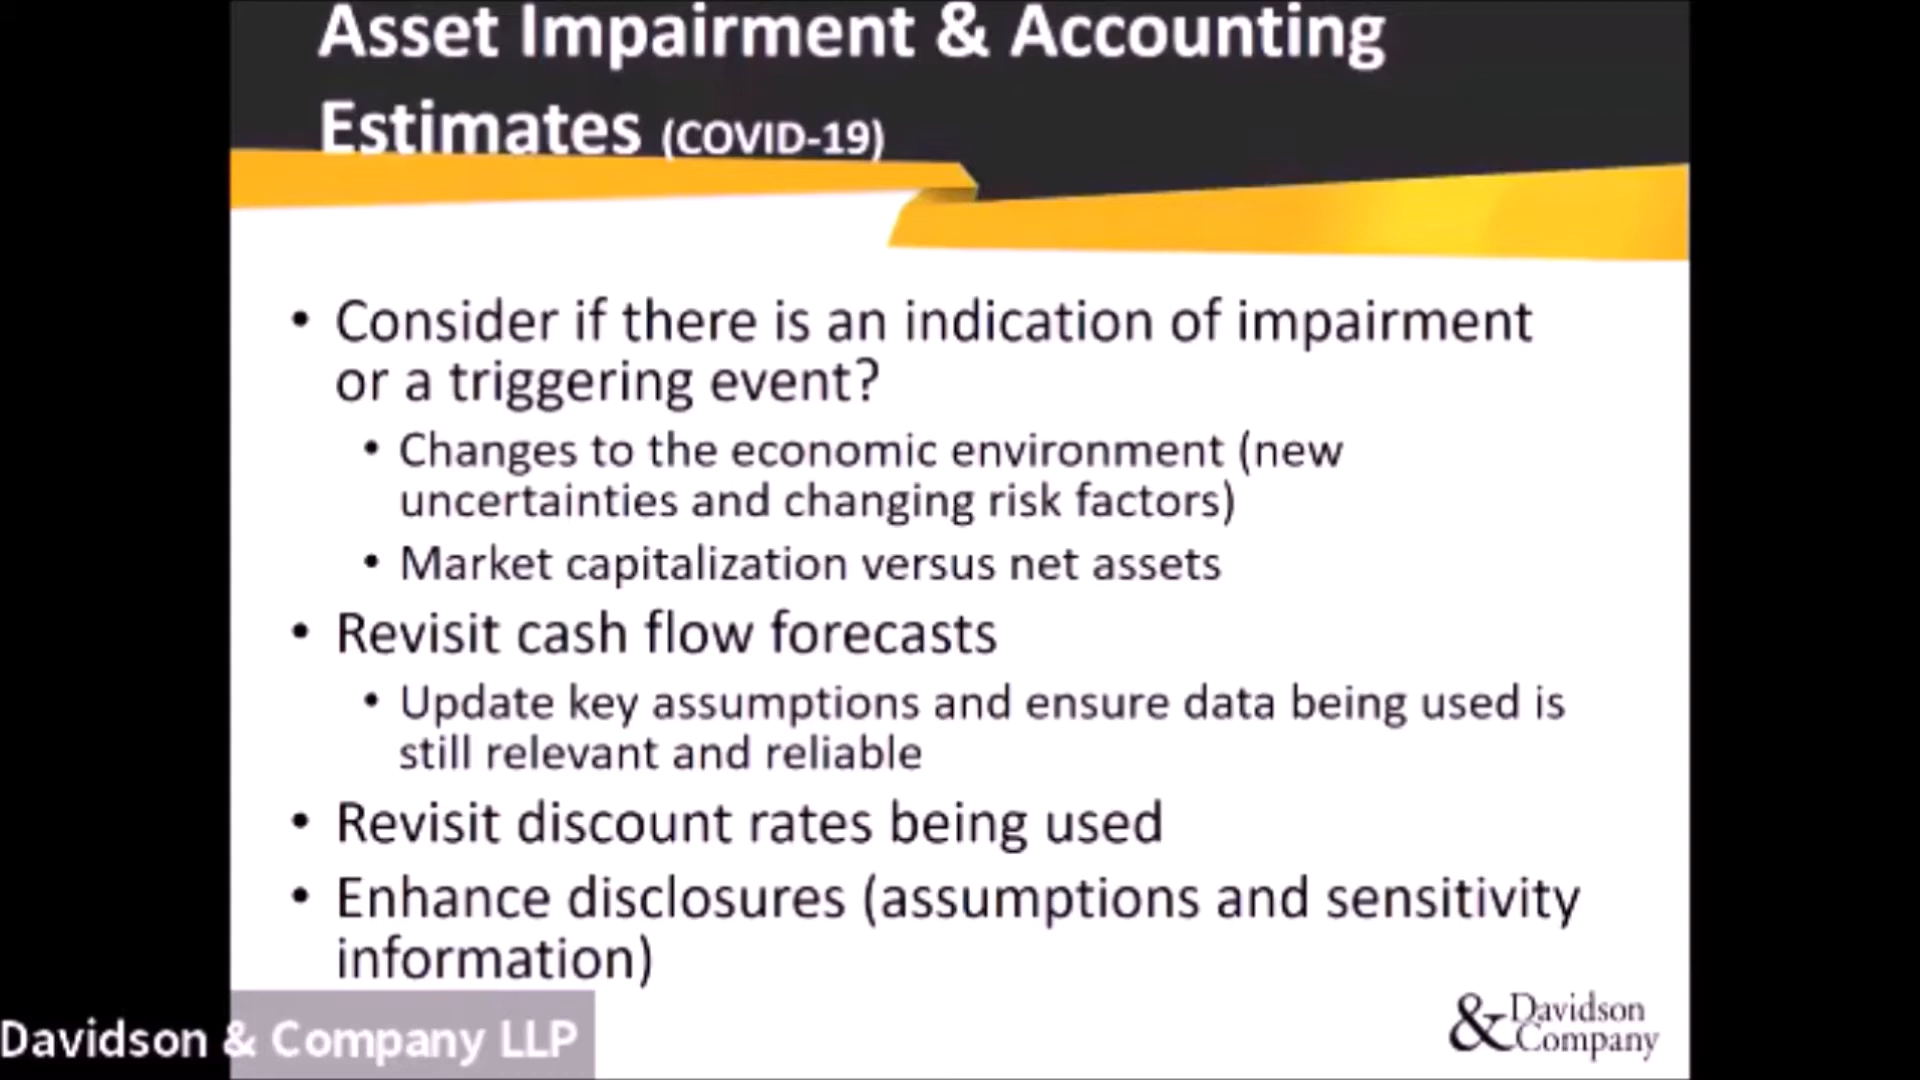 Asset Impairment & Accounting
Estimates (COVID-19)
• Consider if there is an indication of impairment
or a triggering event?
• Changes to the economic environment (new
uncertainties and changing risk factors)
• Market capitalization versus net assets
• Revisit cash flow forecasts
• Update key assumptions and ensure data being used is
still relevant and reliable
• Revisit discount rates being used
• Enhance disclosures (assumptions and sensitivity
information)
Davidson & Company LLP
& Davidson
Company